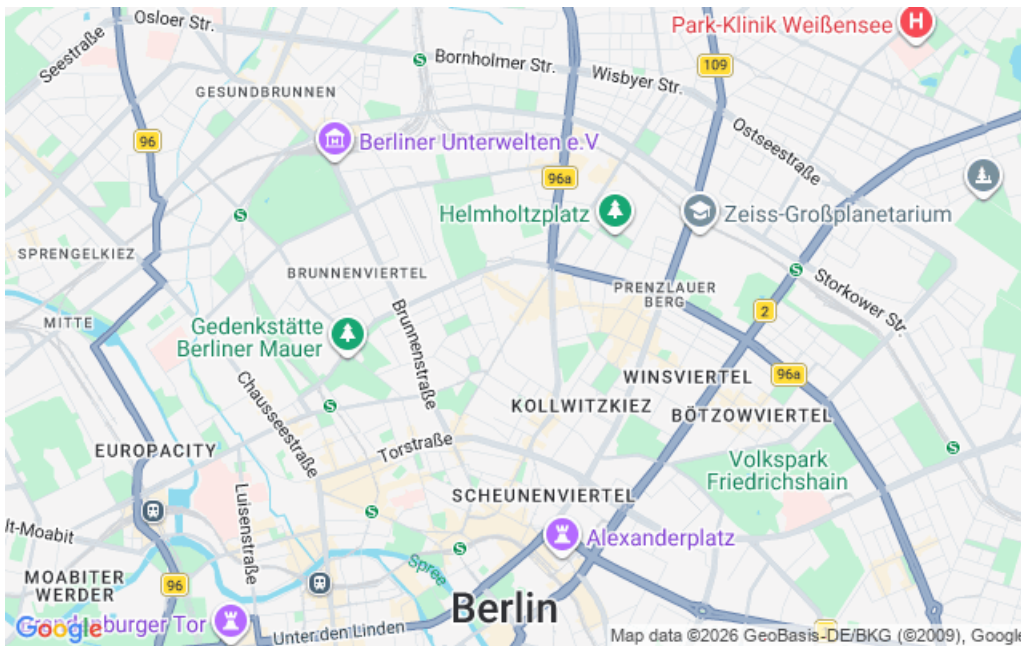 Osloer Str.
Park-Klinik Weißensee
H
Seestraße
S
Bornholmer Str.
109
Wisbyer Str.
GESUNDBRUNNEN
96
Berliner Unterwelten e.V
Ostseestraße
96a
S
Helmholtzplatz
Zeiss-Großplanetarium
SPRENGELKIEZ
BRUNNENVIERTEL
S
Storkower Str.
PRENZLAUER
BERG
MITTE
2
Gedenkstätte
Berliner Mauer
Brunnenstraße
WINSVIERTEL
96a
Chausseestraße
S
KOLLWITZKIEZ
BÖTZOWVIERTEL
EUROPACITY
Torstraße
S
Volkspark
Friedrichshain
Luisenstraße
SCHEUNENVIERTEL
S
lt-Moabit
Alexanderplatz
S
Spree
MOABITER
WERDER
96
Berlin
Brandenburger Tor
Google
Unter den Linden
Map data ©2026 GeoBasis-DE/BKG (©2009), Google